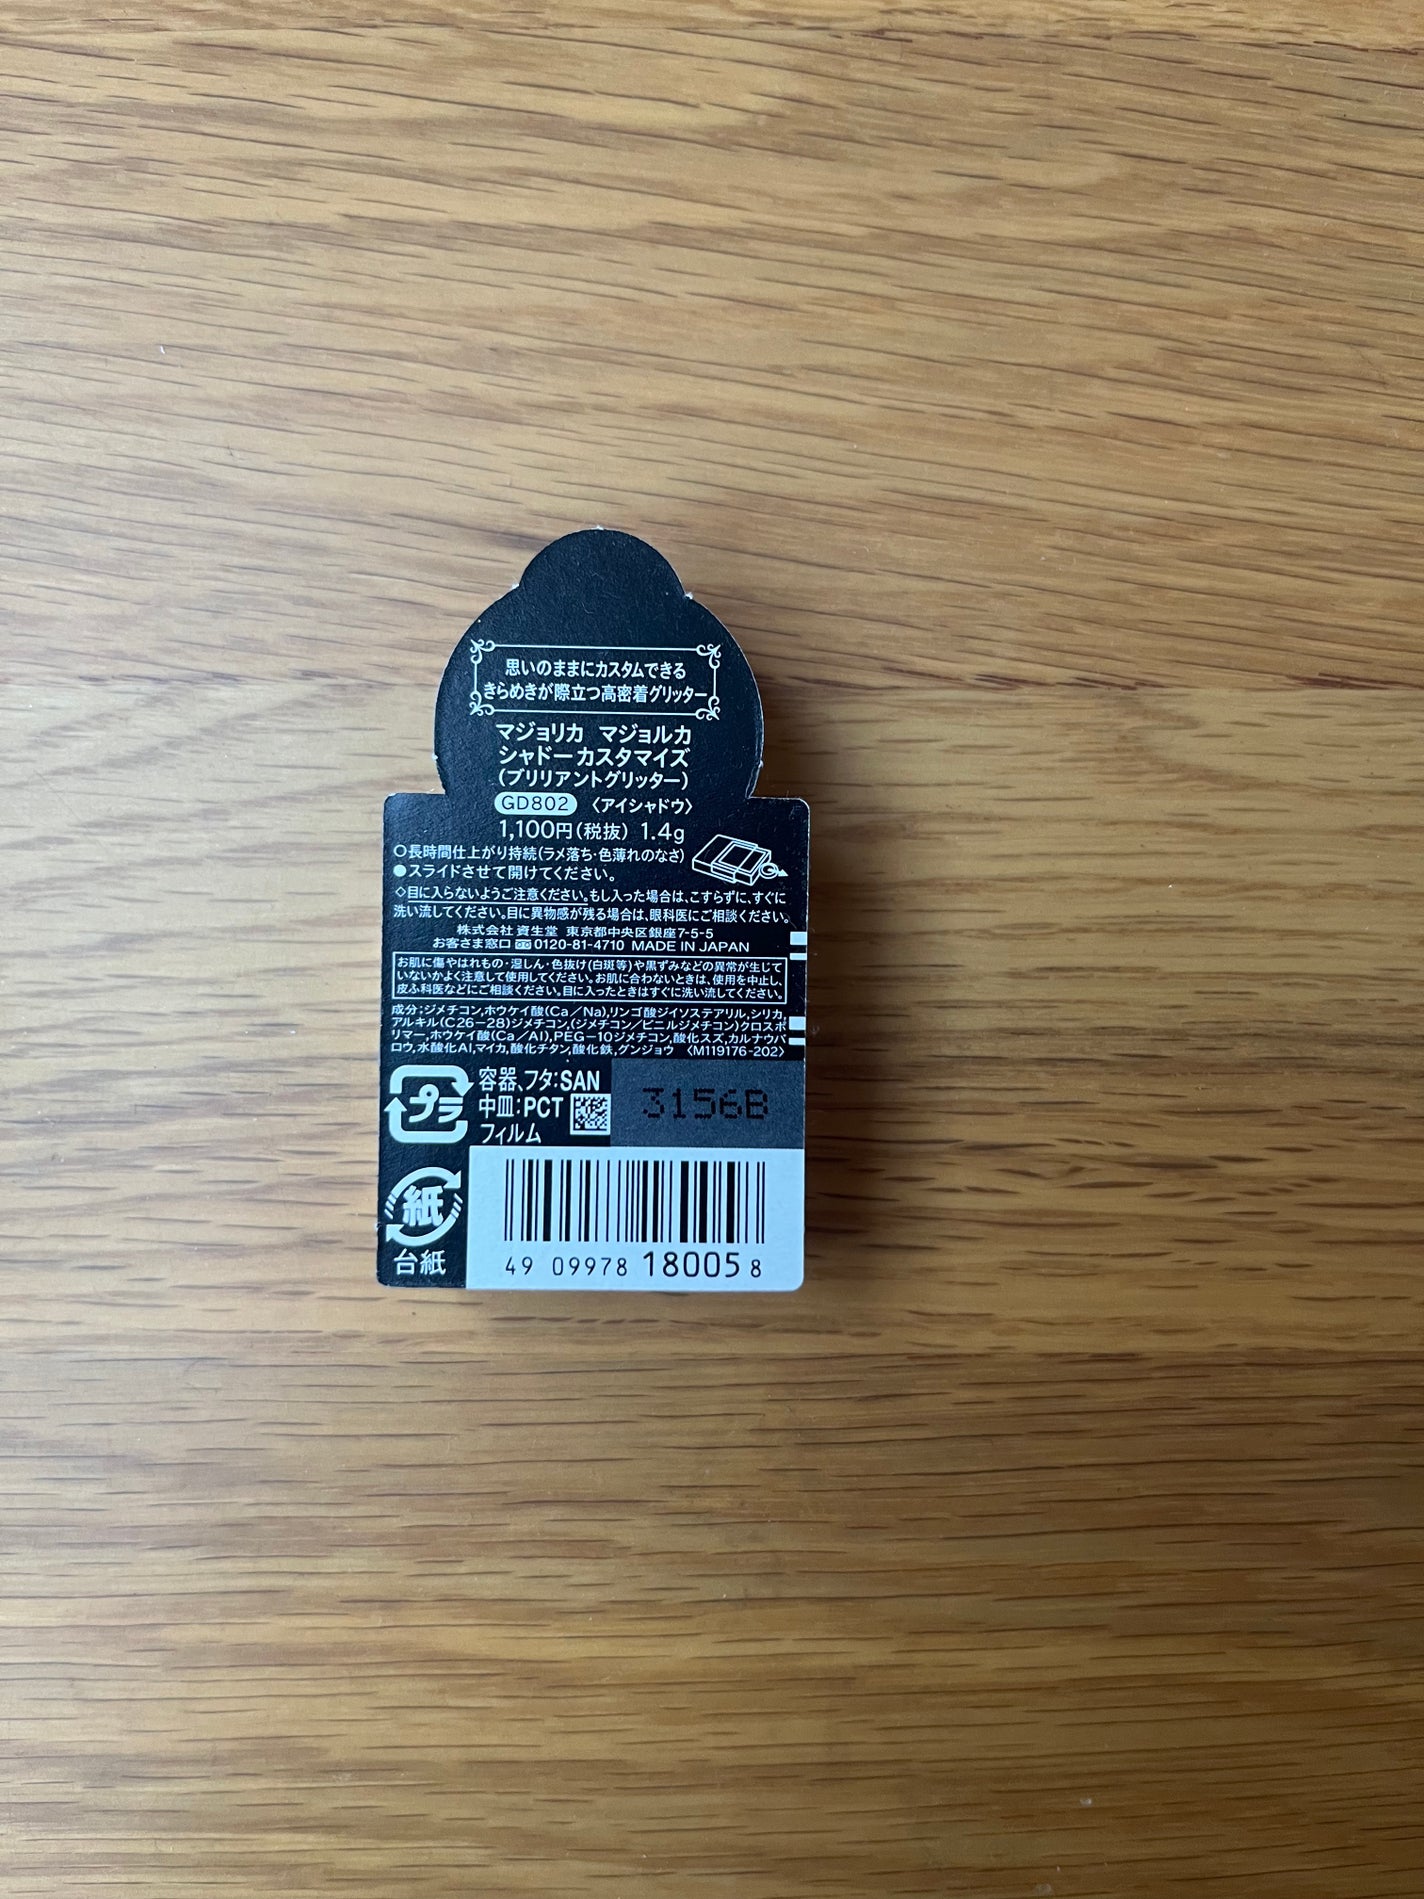 思いのままにカスタムできる
きらめきが際立つ高密着グリッター
マジョリカ マジョルカ
シャドーカスタマイズ
(ブリリアントグリッター)
GD802 〈アイシャドウ〉
1,100円(税抜) 1.4g
○長時間仕上がり持続(ラメ落ち・色薄れのなさ)
●スライドさせて開けてください。
◇目に入らないようご注意ください。もし入った場合は、こすらずに、すぐに
洗い流してください。目に異物感が残る場合は、眼科医にご相談ください。
株式会社 資生堂 東京都中央区銀座7-5-5
お客さま窓口 0120-81-4710 MADE IN JAPAN
お肌に傷やはれもの・湿しん・色抜け(白斑等)や黒ずみなどの異常が生じて
いないかよく注意して使用してください。お肌に合わないときは、使用を中止し、
皮ふ科医などにご相談ください。目に入ったときはすぐに洗い流してください。
成分:ジメチコン,ホウケイ酸(Ca/Na),リンゴ酸ジイソステアリル,シリカ,
アルキル(C26-28)ジメチコン,(ジメチコン/ビニルジメチコン)クロスポ
リマー,ホウケイ酸(Ca/Al),PEG-10ジメチコン,酸化スズ,カルナウバ
ロウ,水酸化Al,マイカ,酸化チタン,酸化鉄,グンジョウ 〈M119176-202〉
プラ
容器、フタ:SAN
中皿:PCT
フィルム
3156B
紙
台紙
49 09978 18005 8